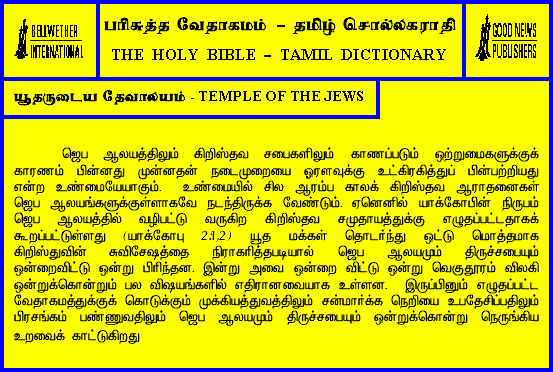 BELLWETHER
INTERNATIONAL
பரிசுத்த வேதாகமம் – தமிழ் சொல்லகராதி
THE HOLY BIBLE – TAMIL DICTIONARY
GOOD NEWS
PUBLISHERS
யூதருடைய தேவாலயம் - TEMPLE OF THE JEWS
ஜெப ஆலயத்திலும் கிறிஸ்தவ சபைகளிலும் காணப்படும் ஒற்றுமைகளுக்குக்
காரணம் பின்னது முன்னதன் நடைமுறையை ஓரளவுக்கு உட்கிரகித்துப் பின்பற்றியது
என்ற உண்மையேயாகும். உண்மையில் சில ஆரம்ப காலக் கிறிஸ்தவ ஆராதனைகள்
ஜெப ஆலயங்களுக்குள்ளாகவே நடந்திருக்க வேண்டும். ஏனெனில் யாக்கோபின் நிருபம்
ஜெப ஆலயத்தில் வழிபட்டு வருகிற கிறிஸ்தவ சமுதாயத்துக்கு எழுதப்பட்டதாகக்
கூறப்பட்டுள்ளது (யாக்கோபு 2:1,2) யூத மக்கள் தொடர்ந்து ஒட்டு மொத்தமாக
கிறிஸ்துவின் சுவிசேஷத்தை நிராகரித்தபடியால் ஜெப ஆலயமும் திருச்சபையும்
ஒன்றைவிட்டு ஒன்று பிரிந்தன. இன்று அவை ஒன்றை விட்டு ஒன்று வெகுதூரம் விலகி
ஒன்றுக்கொன்றும் பல விஷயங்களில் எதிரானவையாக உள்ளன. இருப்பினும் எழுதப்பட்ட
வேதாகமத்துக்குக் கொடுக்கும் முக்கியத்துவத்திலும் சன்மார்க்க நெறியை உபதேசிப்பதிலும்
பிரசங்கம் பண்ணுவதிலும் ஜெப ஆலயமும் திருச்சபையும் ஒன்றுக்கொன்று நெருங்கிய
உறவைக் காட்டுகிறது